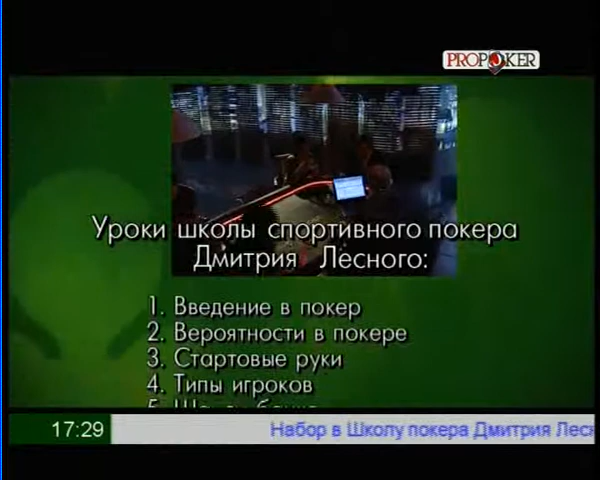 PROPOKER
Уроки школы спортивного покера
Дмитрия Лесного:
1. Введение в покер
2. Вероятности в покере
3. Стартовые руки
4. Типы игроков
17:29
Набор в Школу покера Дмитрия